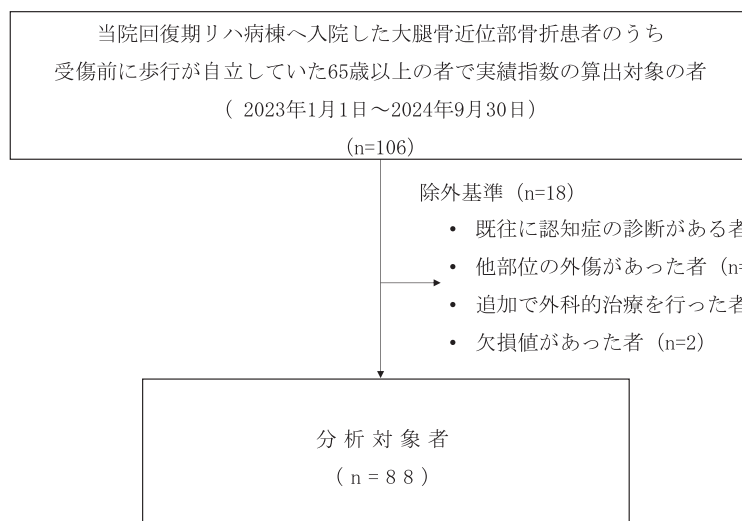 当院回復期リハ病棟へ入院した大腿骨近位部骨折患者のうち
受傷前に歩行が自立していた65歳以上の者で実績指数の算出対象の者
( 2023年1月1日～2024年9月30日)
(n=106)
除外基準 (n=18)
• 既往に認知症の診断がある者
• 他部位の外傷があった者 (n=
• 追加で外科的治療を行った者
• 欠損値があった者 (n=2)
分 析 対 象 者
( n = 8 8 )